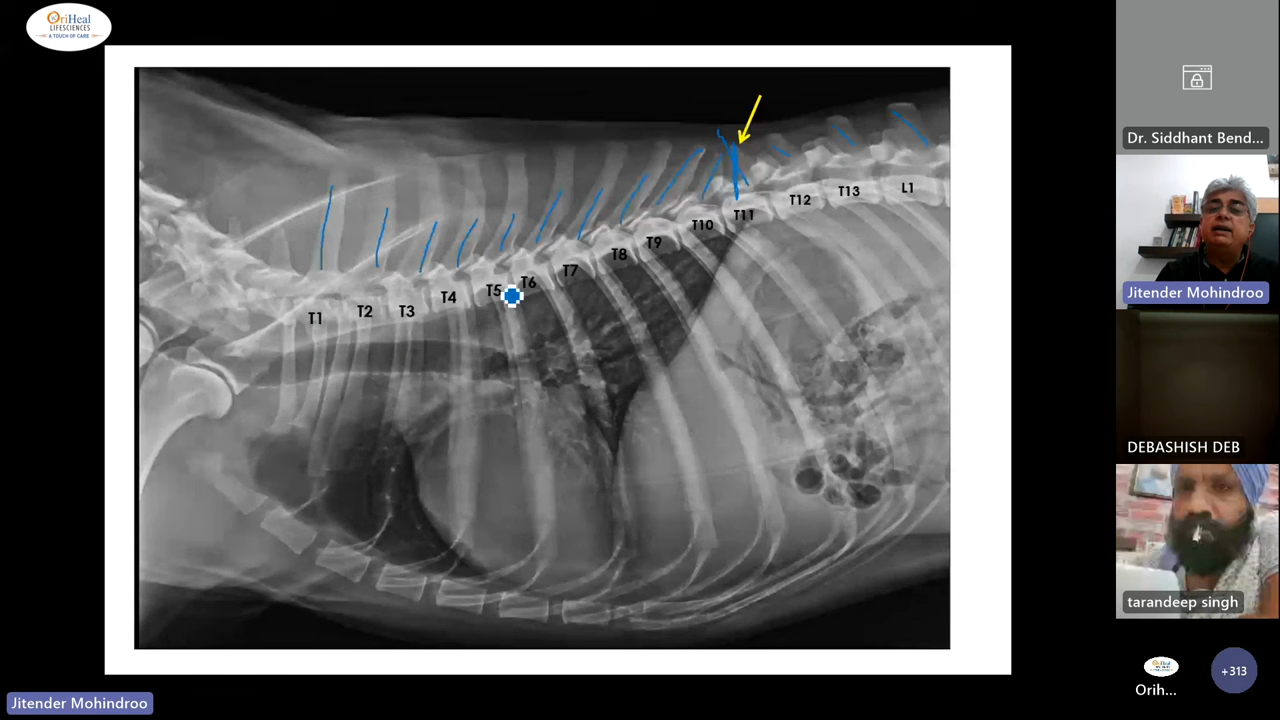 OriHeal
LIFESCIENCES
A TOUCH OF CARE
T1
T2
T3
T4
T5
T6
T7
T8
T9
T10
T11
T12
T13
L1
Dr. Siddhant Bend...
Jitender Mohindroo
DEBASHISH DEB
tarandeep singh
Orih...
+313
Jitender Mohindroo